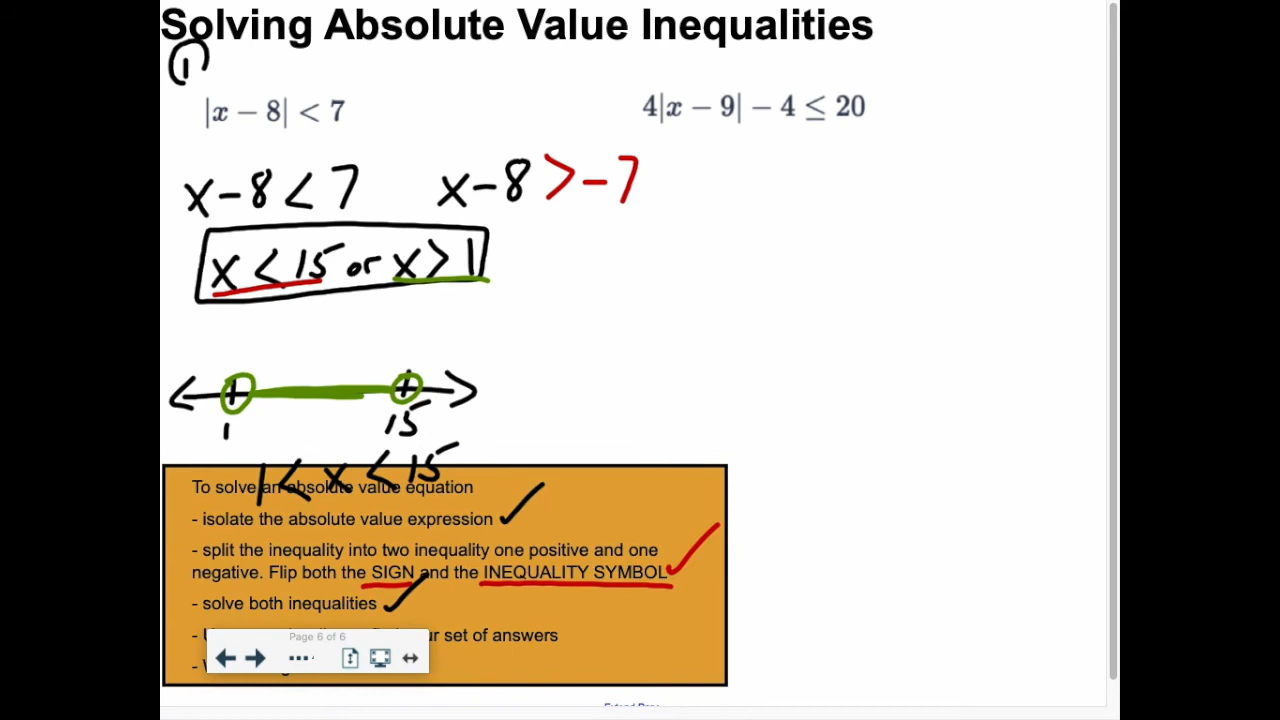 Solving Absolute Value Inequalities
1
|x − 8| < 7
4|x − 9| − 4 ≤ 20
x-8<7
x-8>-7
x<15 or x>1
1
15
1<x<15
To solve an absolute value equation
- isolate the absolute value expression
- split the inequality into two inequality one positive and one
negative. Flip both the SIGN and the INEQUALITY SYMBOL
- solve both inequalities
- set of answers
Page 6 of 6
Extend Page